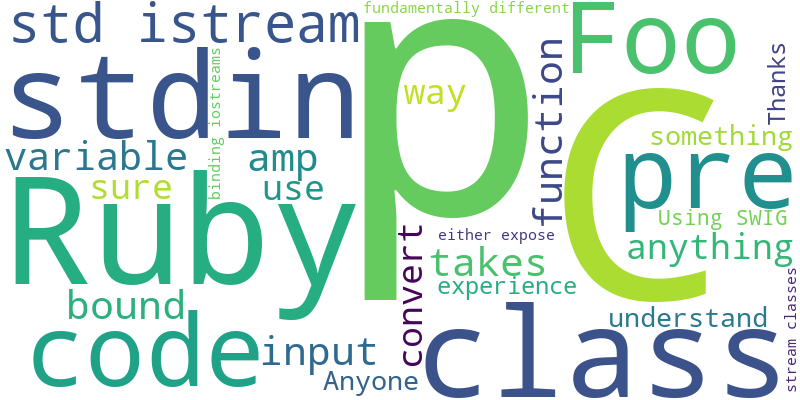 fundamentally different
std istream
Foo
p
stdin
way
function
Thanks
binding iostreams
C
something
variable
amp
pre
sure
use
Ruby
Using SWIG
either expose
anything
convert
takes
experience
stream classes
bound
understand
code
input
class
Anyone